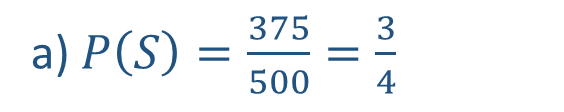 a) P(S) = 375/500 = 3/4